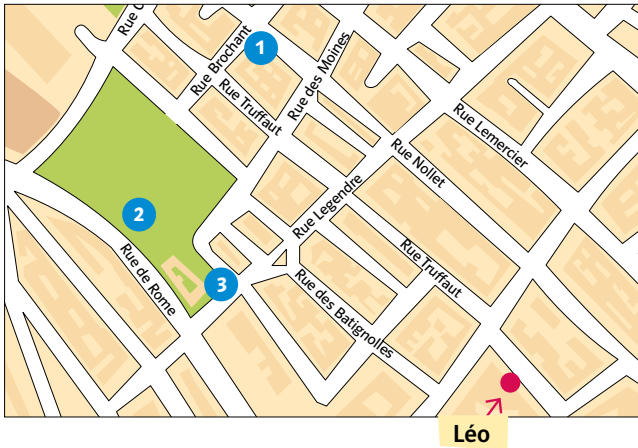 Rue C
1
Rue Brochant
Rue des Moines
Rue Truffaut
Rue Lemercier
Rue Nollet
2
Rue Legendre
Rue de Rome
3
Rue Truffaut
Rue des Batignolles
Léo